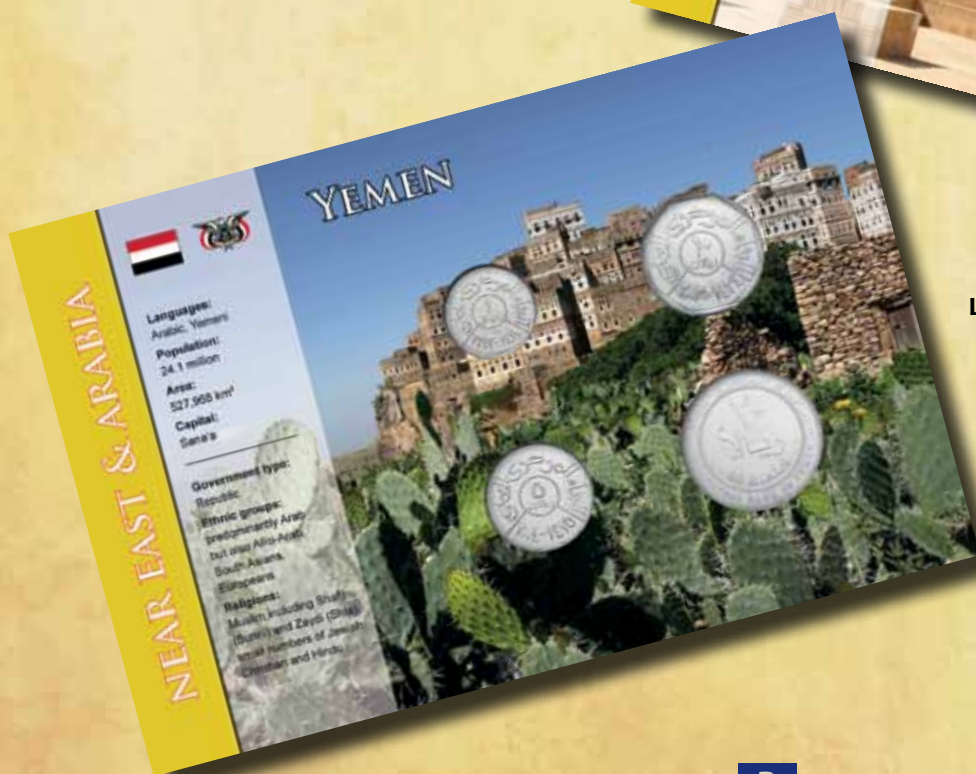 YEMEN
NEAR EAST & ARABIA
Languages:
Arabic, Yemeni
Population:
24.1 million
Area:
527,968 km²
Capital:
Sana'a
Government type:
Republic
Ethnic groups:
predominantly Arab
but also Afro-Arab
South Asians,
Europeans
Religions:
Muslim including Shafi
(Sunni) and Zaydi (Shia)
small numbers of Jewish
Christian and Hindu
L